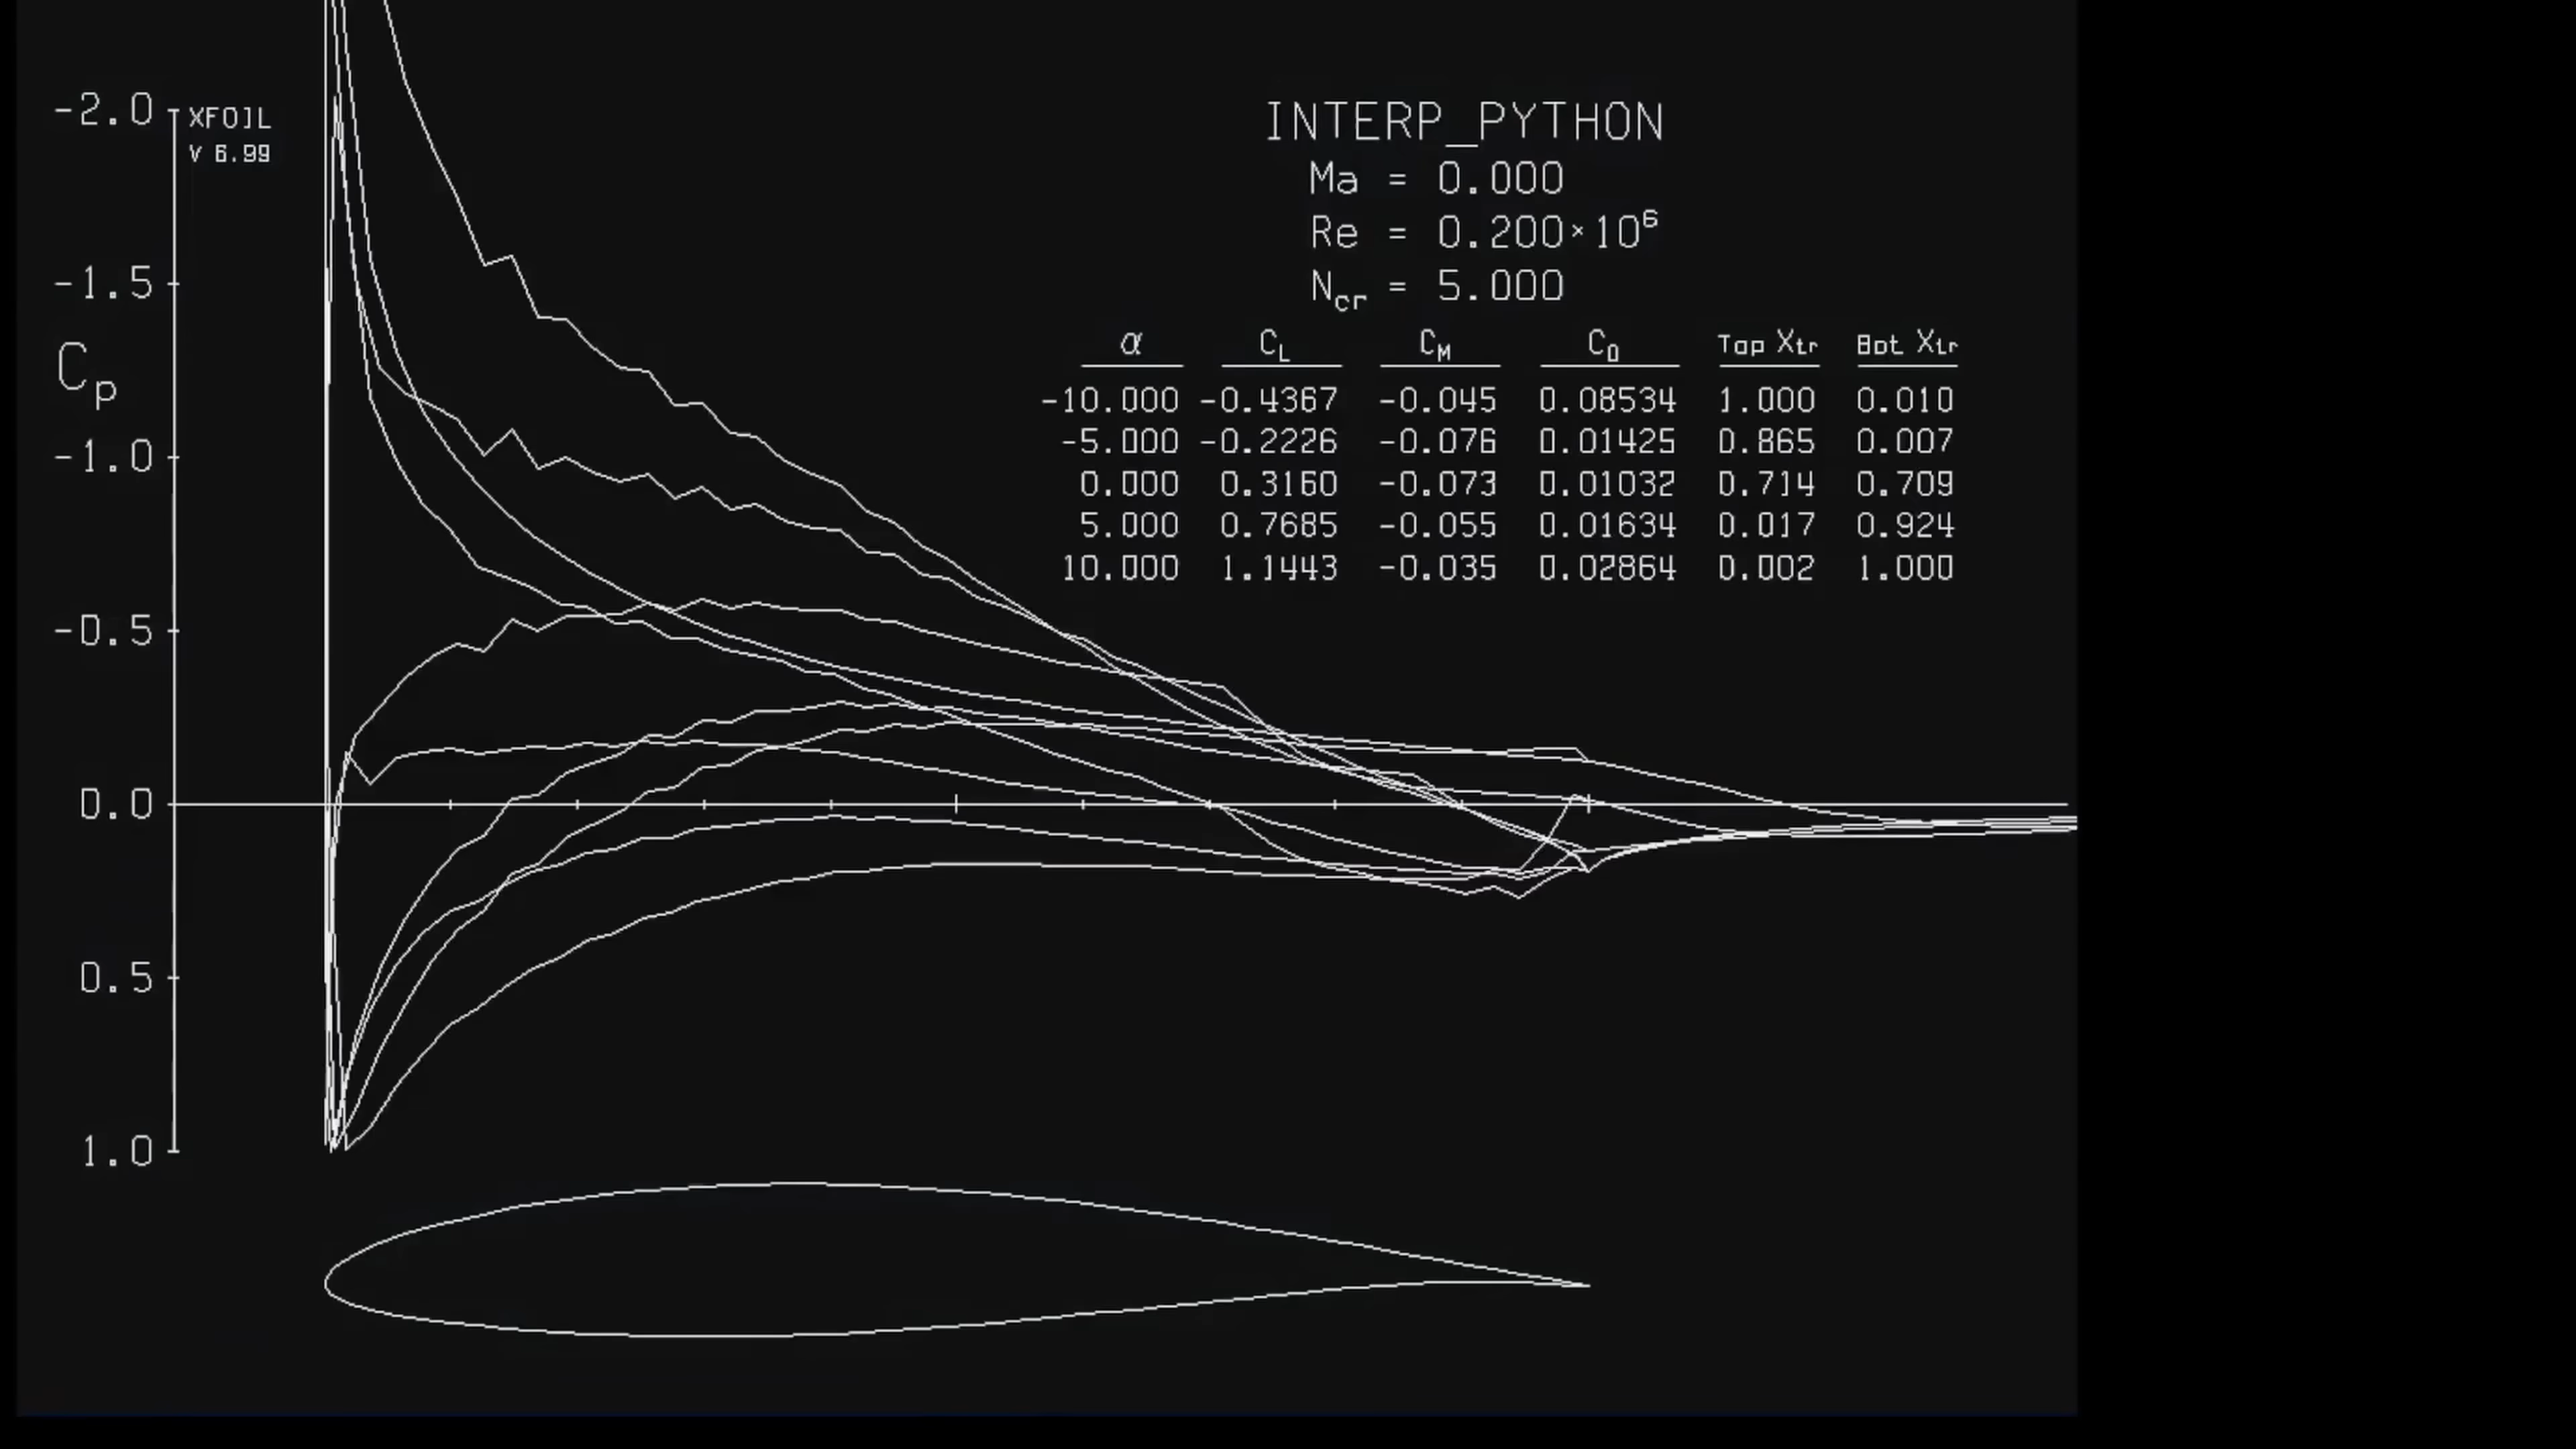 -2.0
XFOIL
V 6.99
-1.5
Cp
-1.0
-0.5
0.0
0.5
1.0
INTERP_PYTHON
Ma = 0.000
Re = 0.200×10⁶
Ncr = 5.000
α CL CM CD Top Xtr Bot Xtr
-10.000 -0.4367 -0.045 0.08534 1.000 0.010
-5.000 -0.2226 -0.076 0.01425 0.865 0.007
0.000 0.3160 -0.073 0.01032 0.714 0.709
5.000 0.7685 -0.055 0.01634 0.017 0.924
10.000 1.1443 -0.035 0.02864 0.002 1.000